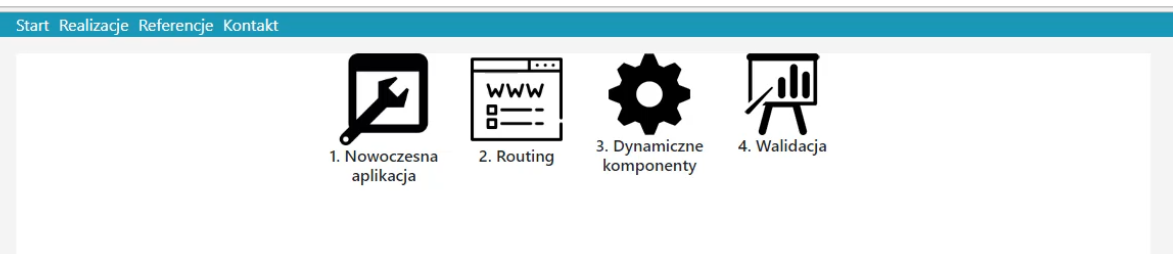 Start Realizacje Referencje Kontakt
WWW
1. Nowoczesna
aplikacja
2. Routing
3. Dynamiczne
komponenty
4. Walidacja